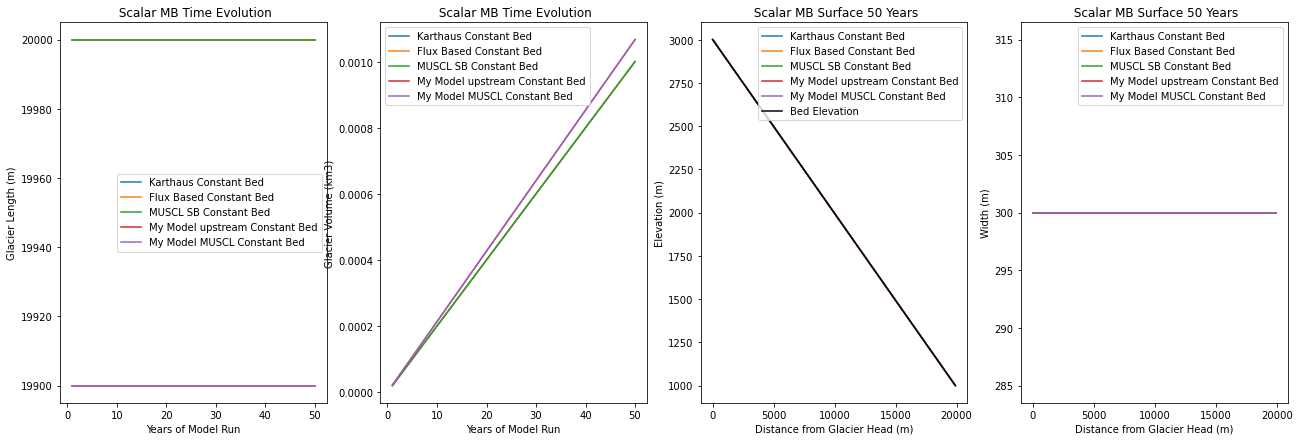 Scalar MB Time Evolution
Glacier Length (m)
20000
19980
19960
19940
19920
19900
Karthaus Constant Bed
Flux Based Constant Bed
MUSCL SB Constant Bed
My Model upstream Constant Bed
My Model MUSCL Constant Bed
0 10 20 30 40 50
Years of Model Run
Scalar MB Time Evolution
Glacier Volume (km3)
0.0010
0.0008
0.0006
0.0004
0.0002
0.0000
Karthaus Constant Bed
Flux Based Constant Bed
MUSCL SB Constant Bed
My Model upstream Constant Bed
My Model MUSCL Constant Bed
0 10 20 30 40 50
Years of Model Run
Scalar MB Surface 50 Years
Elevation (m)
3000
2750
2500
2250
2000
1750
1500
1250
1000
Karthaus Constant Bed
Flux Based Constant Bed
MUSCL SB Constant Bed
My Model upstream Constant Bed
My Model MUSCL Constant Bed
Bed Elevation
0 5000 10000 15000 20000
Distance from Glacier Head (m)
Scalar MB Surface 50 Years
Width (m)
315
310
305
300
295
290
285
Karthaus Constant Bed
Flux Based Constant Bed
MUSCL SB Constant Bed
My Model upstream Constant Bed
My Model MUSCL Constant Bed
0 5000 10000 15000 20000
Distance from Glacier Head (m)